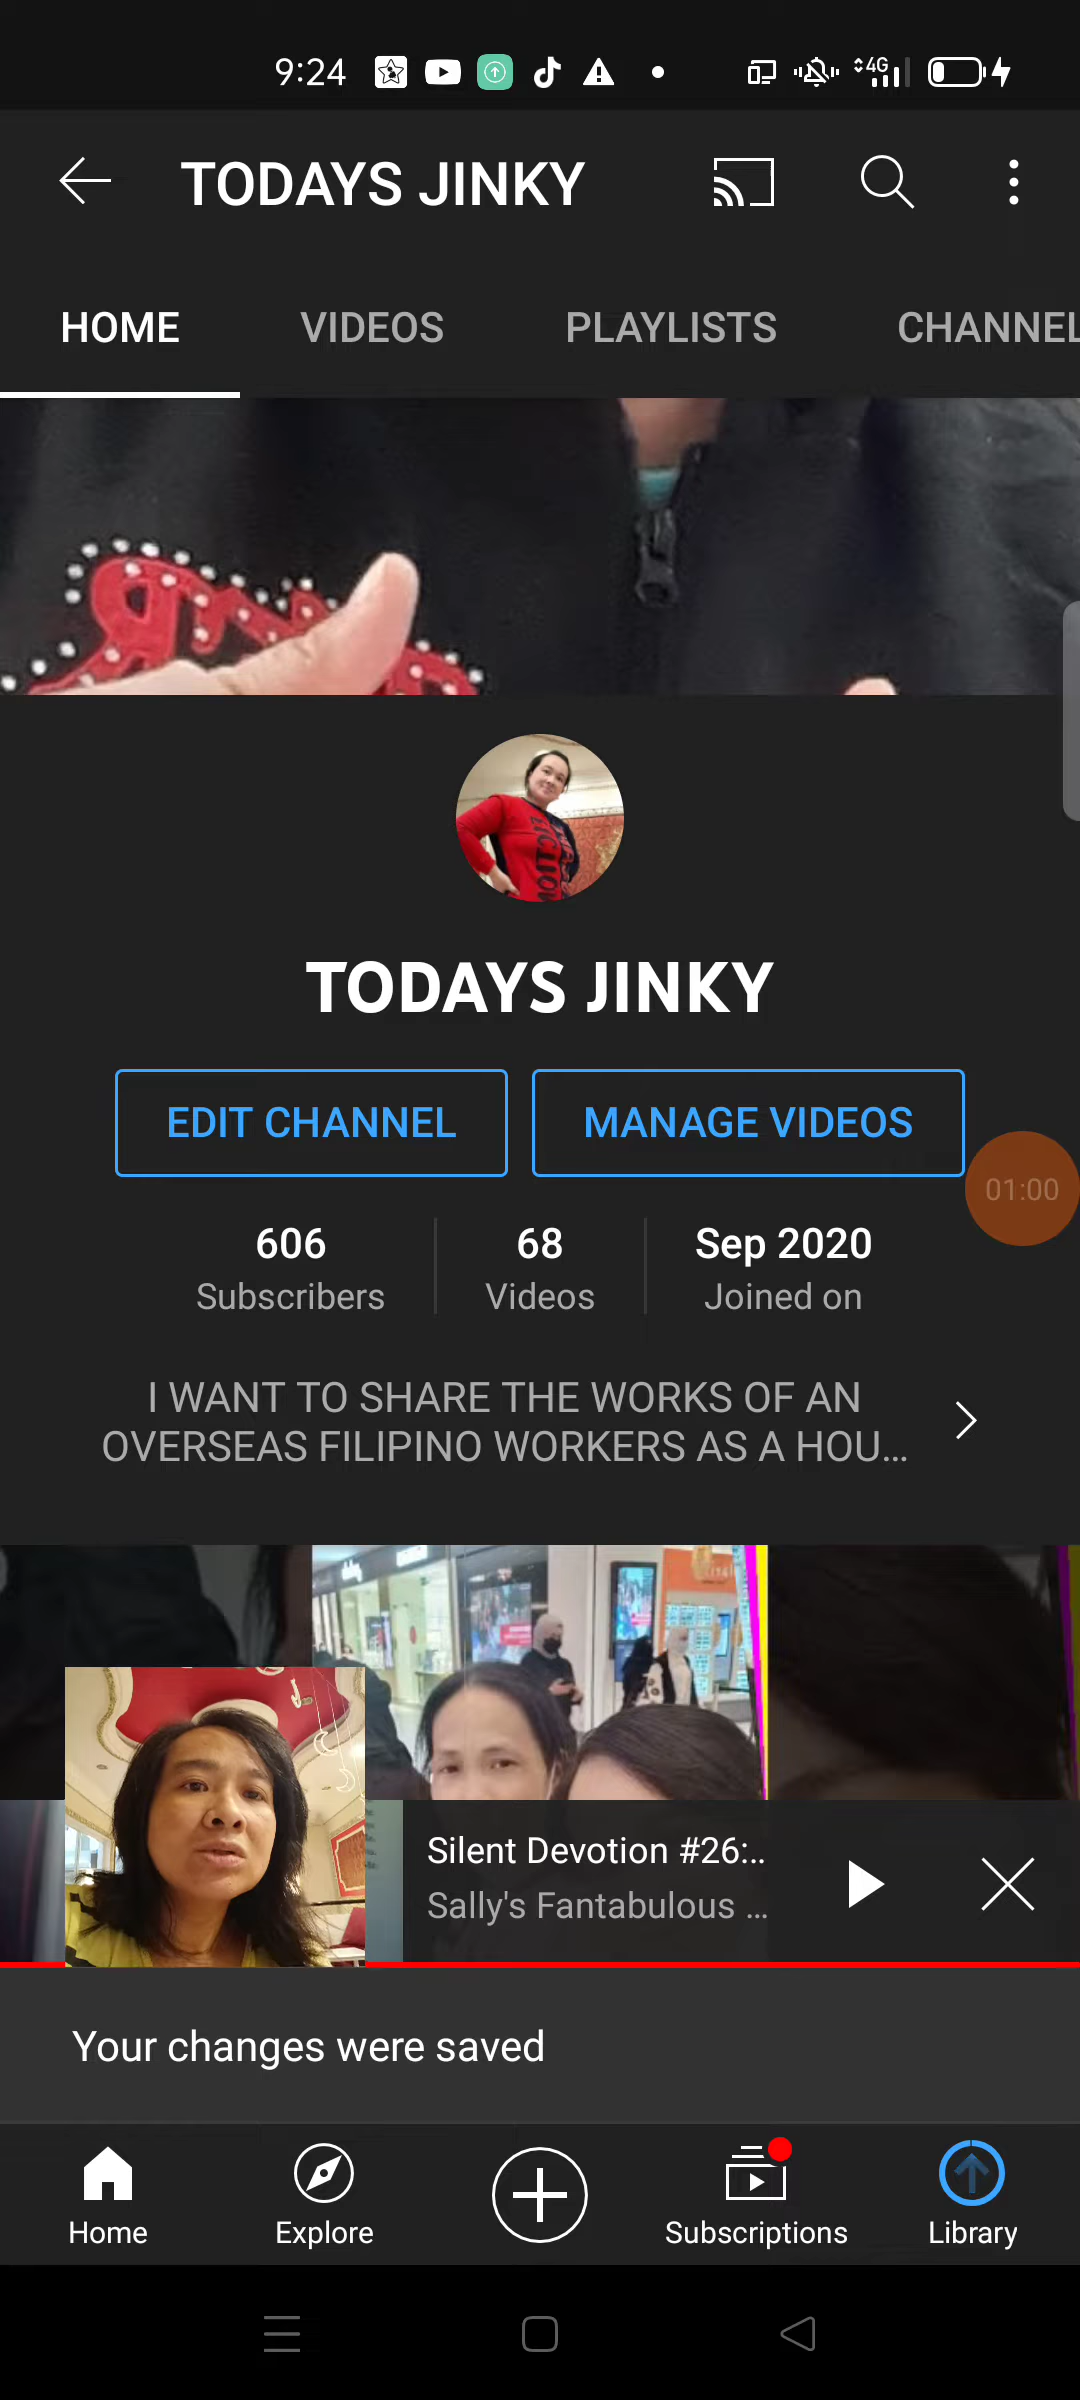 9:24
4G
TODAYS JINKY
HOME VIDEOS PLAYLISTS CHANNEL
TODAYS JINKY
EDIT CHANNEL MANAGE VIDEOS
01:00
606 68 Sep 2020
Subscribers Videos Joined on
I WANT TO SHARE THE WORKS OF AN
OVERSEAS FILIPINO WORKERS AS A HOU...
Silent Devotion #26:..
Sally's Fantabulous ...
Your changes were saved
Home Explore Subscriptions Library